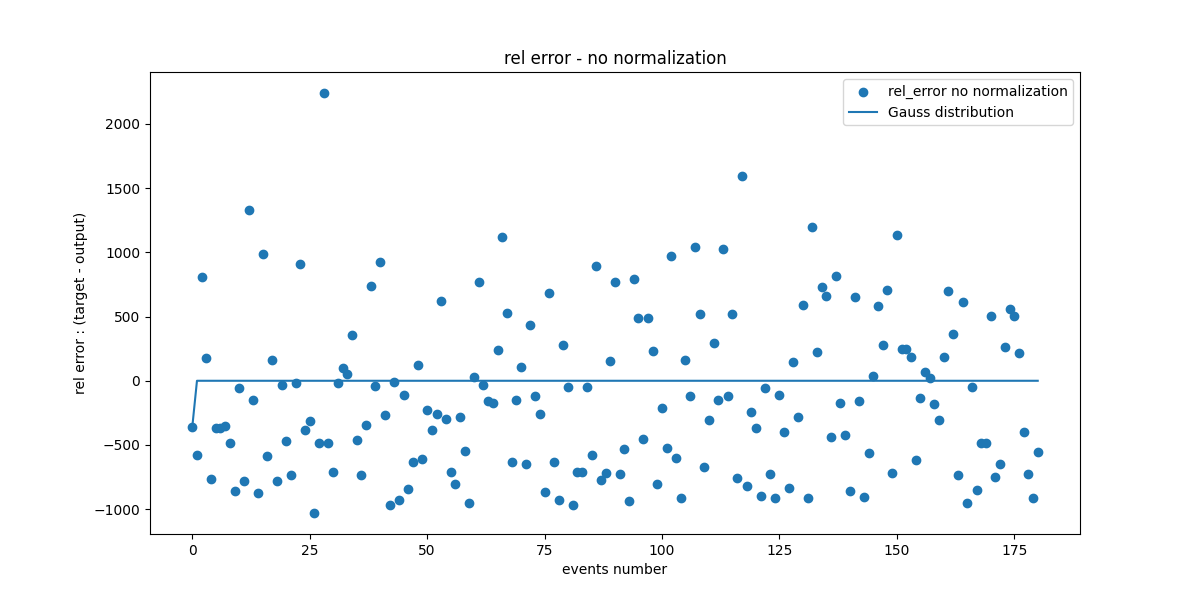 rel error - no normalization
rel_error no normalization
Gauss distribution
rel error : (target - output)
2000
1500
1000
500
0
−500
−1000
0 25 50 75 100 125 150 175
events number